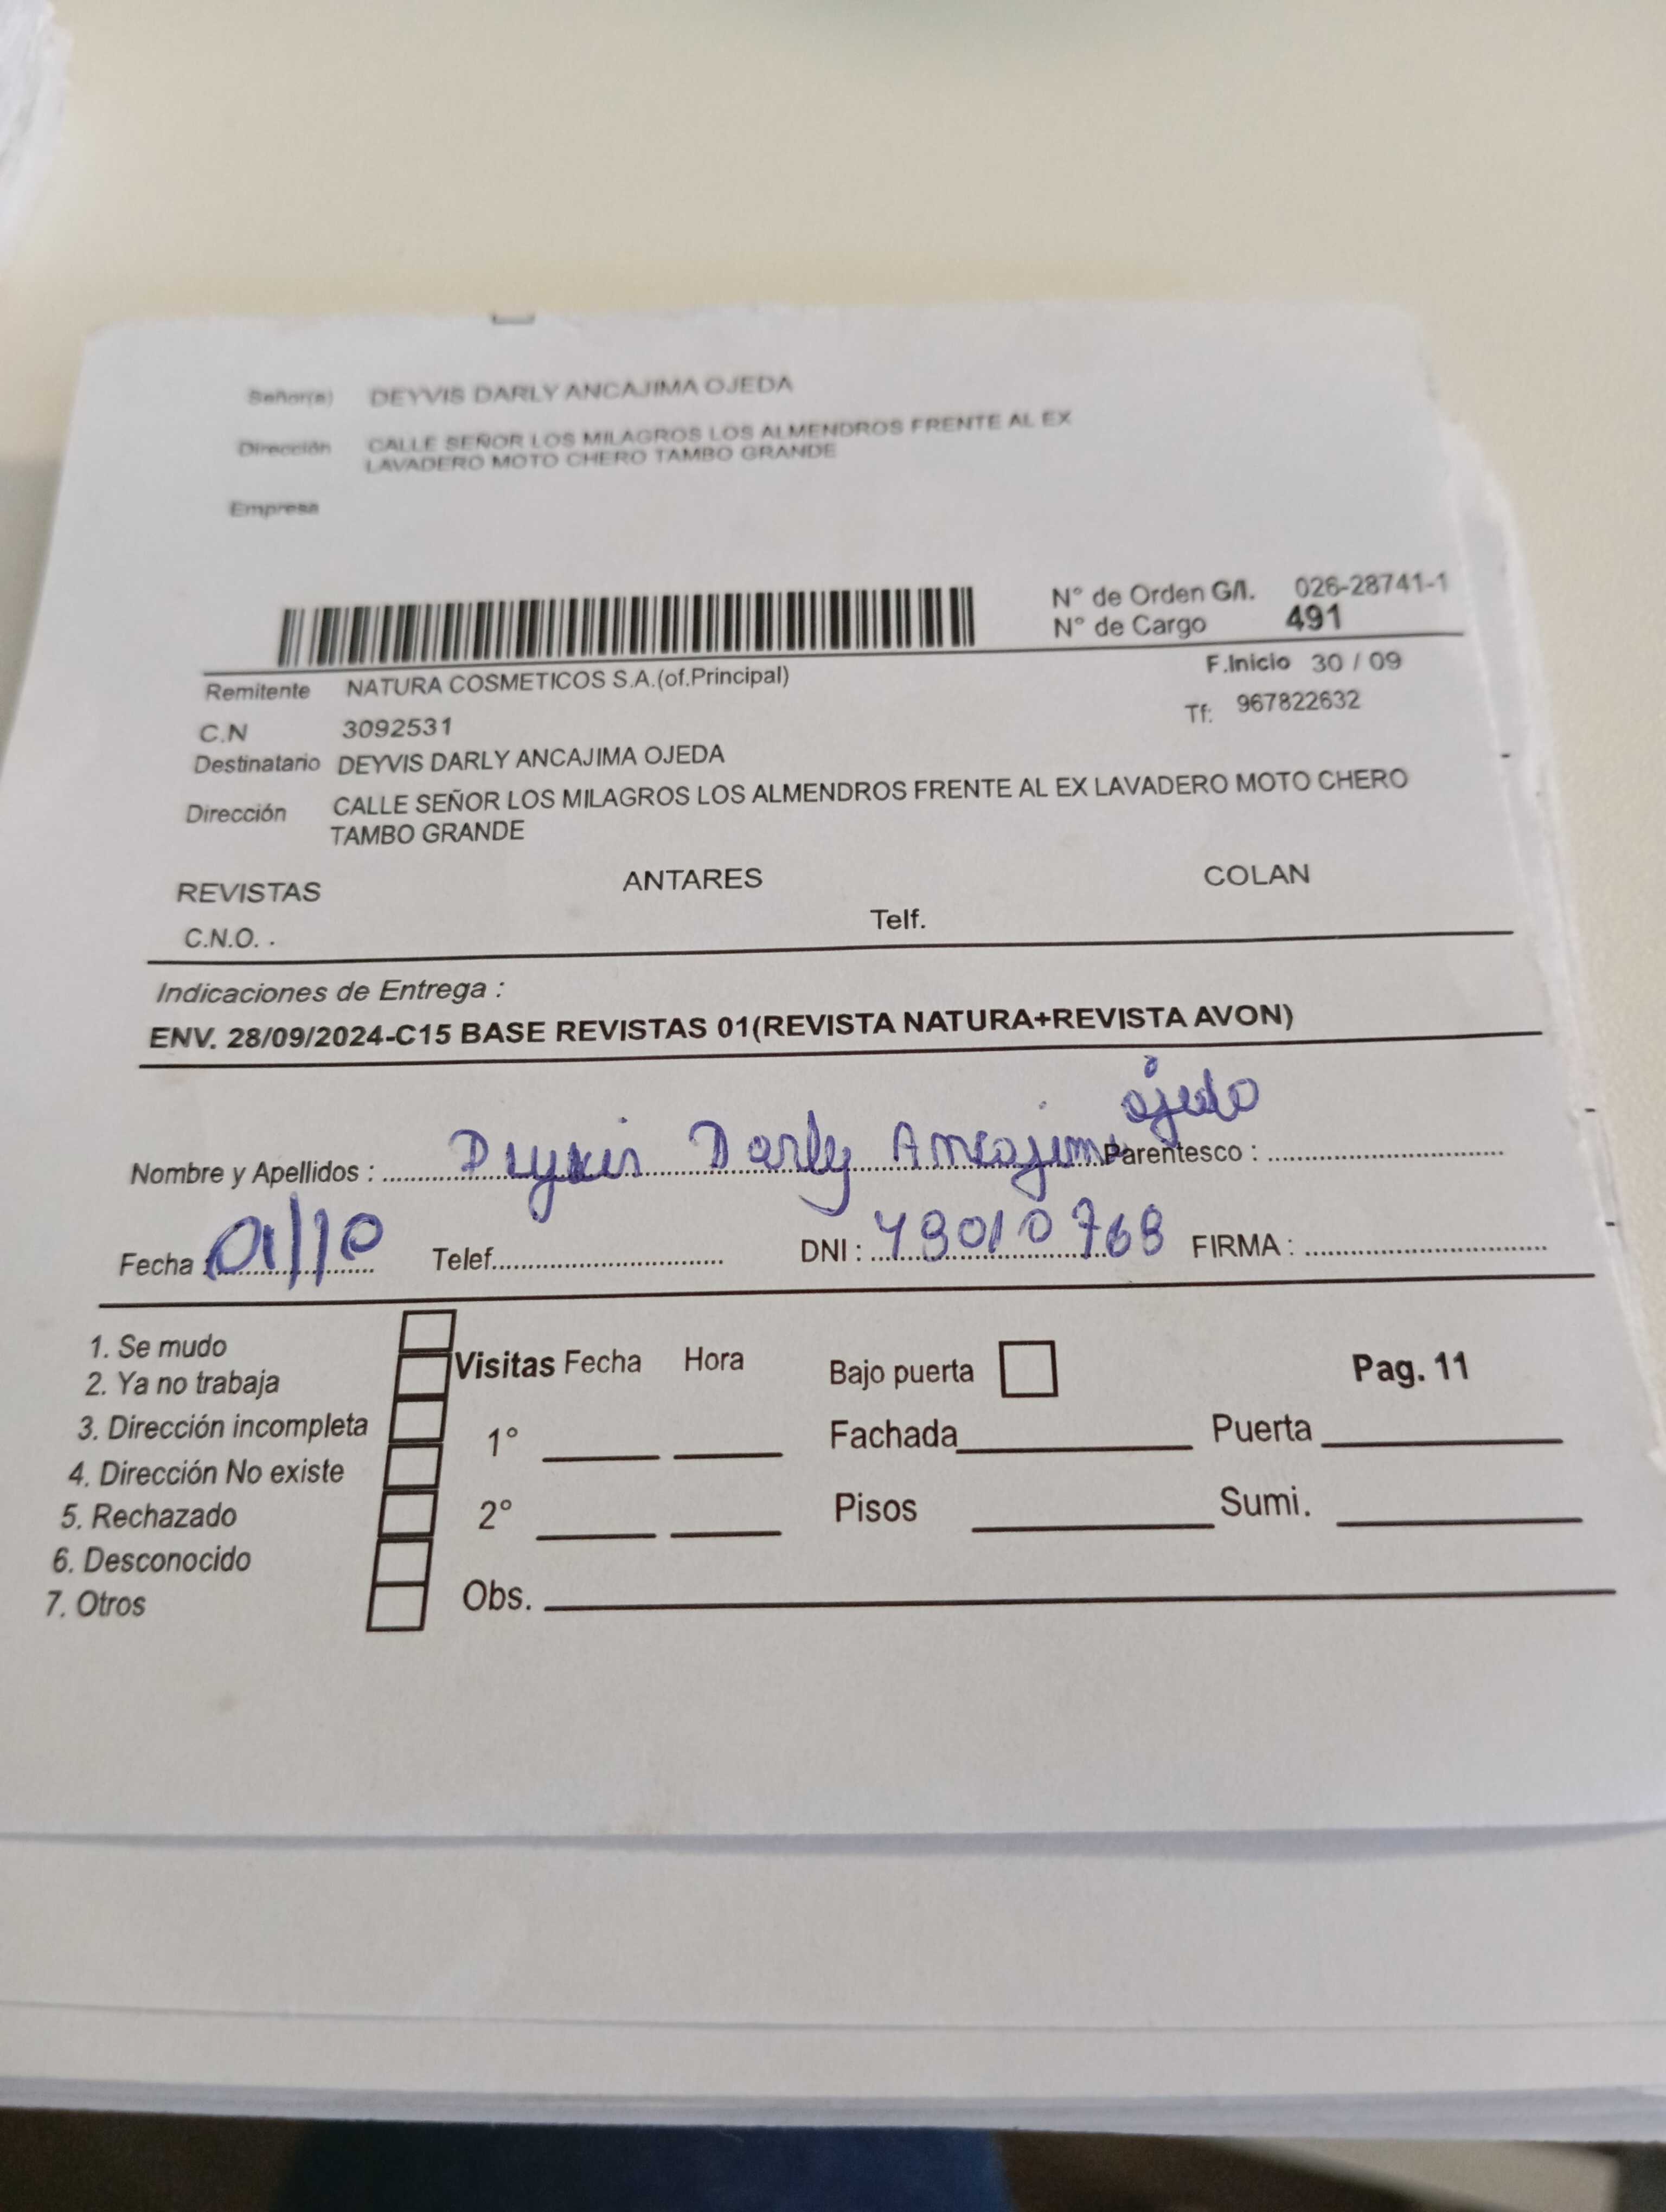 Señor(a) DEYVIS DARLY ANCAJIMA OJEDA
Dirección CALLE SEÑOR LOS MILAGROS LOS ALMENDROS FRENTE AL EX
LAVADERO MOTO CHERO TAMBO GRANDE
Empresa
N° de Orden G/I. 026-28741-1
N° de Cargo 491
Remitente NATURA COSMETICOS S.A.(of.Principal) F.Inicio 30 / 09
C.N 3092531 Tf: 967822632
Destinatario DEYVIS DARLY ANCAJIMA OJEDA
Dirección CALLE SEÑOR LOS MILAGROS LOS ALMENDROS FRENTE AL EX LAVADERO MOTO CHERO
TAMBO GRANDE
REVISTAS ANTARES COLAN
C.N.O. . Telf.
Indicaciones de Entrega :
ENV. 28/09/2024-C15 BASE REVISTAS 01(REVISTA NATURA+REVISTA AVON)
Nombre y Apellidos : Deyvis Darly Ancajima ojeda Parentesco :
Fecha : 01/10 Telef. DNI : FIRMA :
1. Se mudo
2. Ya no trabaja Visitas Fecha Hora Bajo puerta Pag. 11
3. Dirección incompleta 1° Fachada Puerta
4. Dirección No existe
5. Rechazado 2° Pisos Sumi.
6. Desconocido
7. Otros Obs.